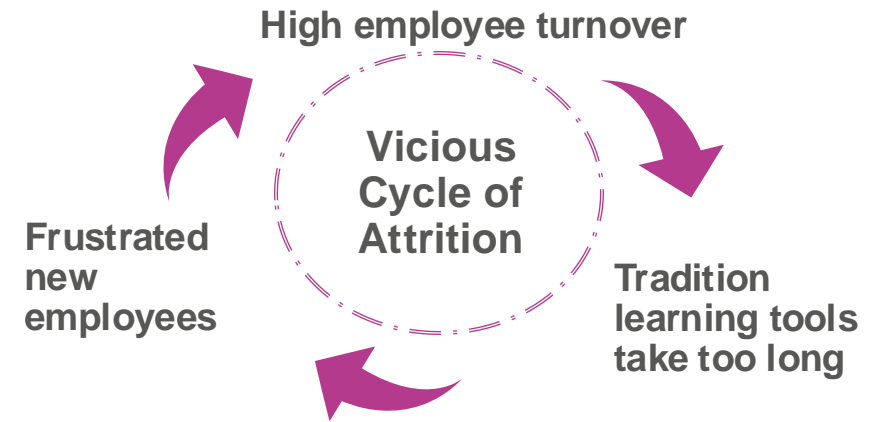 High employee turnover
Vicious
Cycle of
Attrition
Frustrated
new
employees
Tradition
learning tools
take too long